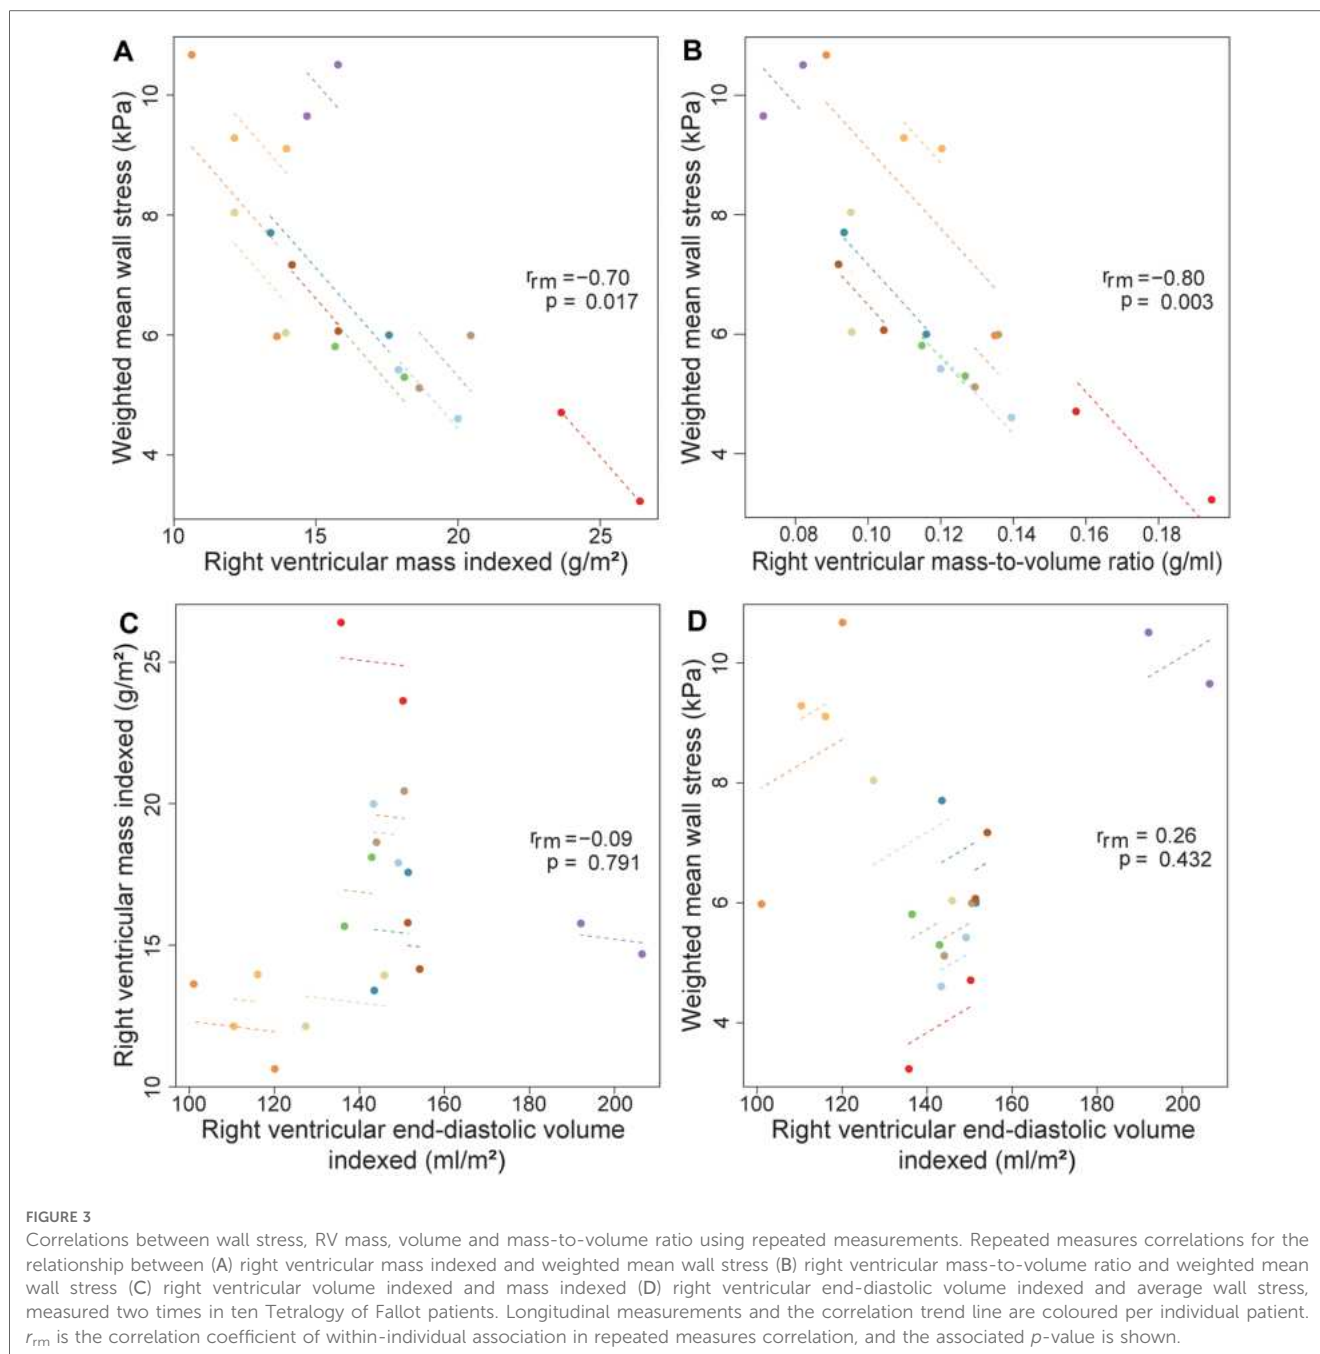 A
Weighted mean wall stress (kPa)
10
8
6
4
r_rm =−0.70
p = 0.017
10
15
20
25
Right ventricular mass indexed (g/m²)
B
Weighted mean wall stress (kPa)
10
8
6
4
r_rm =−0.80
p = 0.003
0.08
0.10
0.12
0.14
0.16
0.18
Right ventricular mass-to-volume ratio (g/ml)
C
Right ventricular mass indexed (g/m²)
25
20
15
10
r_rm =−0.09
p = 0.791
100
120
140
160
180
200
Right ventricular end-diastolic volume
indexed (ml/m²)
D
Weighted mean wall stress (kPa)
10
8
6
4
r_rm = 0.26
p = 0.432
100
120
140
160
180
200
Right ventricular end-diastolic volume
indexed (ml/m²)
FIGURE 3
Correlations between wall stress, RV mass, volume and mass-to-volume ratio using repeated measurements. Repeated measures correlations for the
relationship between (A) right ventricular mass indexed and weighted mean wall stress (B) right ventricular mass-to-volume ratio and weighted mean
wall stress (C) right ventricular volume indexed and mass indexed (D) right ventricular end-diastolic volume indexed and average wall stress,
measured two times in ten Tetralogy of Fallot patients. Longitudinal measurements and the correlation trend line are coloured per individual patient.
r_rm is the correlation coefficient of within-individual association in repeated measures correlation, and the associated p-value is shown.